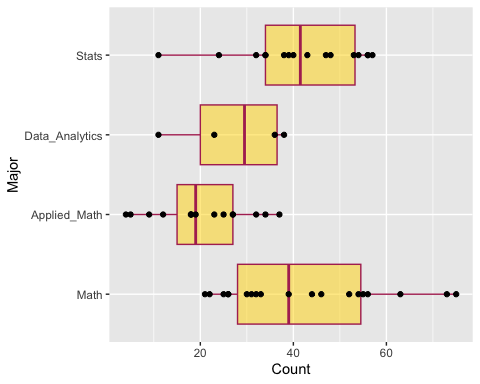 Stats
Data_Analytics
Applied_Math
Math
Major
20 40 60
Count